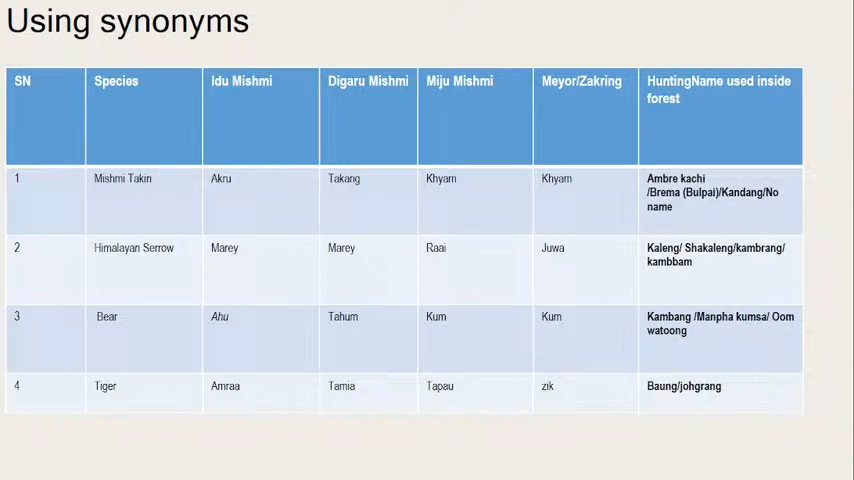 Using synonyms
SN Species Idu Mishmi Digaru Mishmi Miju Mishmi Meyor/Zakring HuntingName used inside
forest
1 Mishmi Takin Akru Takang Khyam Khyam Ambre kachi
/Brema (Bulpai)/Kandang/No
name
2 Himalayan Serrow Marey Marey Raai Juwa Kaleng/ Shakaleng/kambrang/
kambbam
3 Bear Ahu Tahum Kum Kum Kambang /Manpha kumsa/ Oom
watoong
4 Tiger Amraa Tamia Tapau zik Baung/johgrang